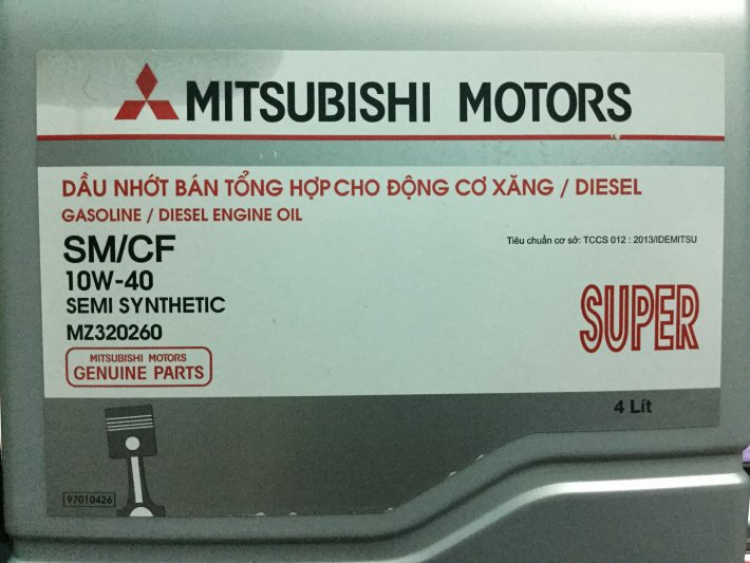 MITSUBISHI MOTORS
DẦU NHỚT BÁN TỔNG HỢP CHO ĐỘNG CƠ XĂNG / DIESEL
GASOLINE / DIESEL ENGINE OIL
SM/CF
Tiêu chuẩn cơ sở: TCCS 012 : 2013/IDEMITSU
10W-40
SEMI SYNTHETIC
MZ320260
SUPER
MITSUBISHI MOTORS
GENUINE PARTS
4 Lít
97010426